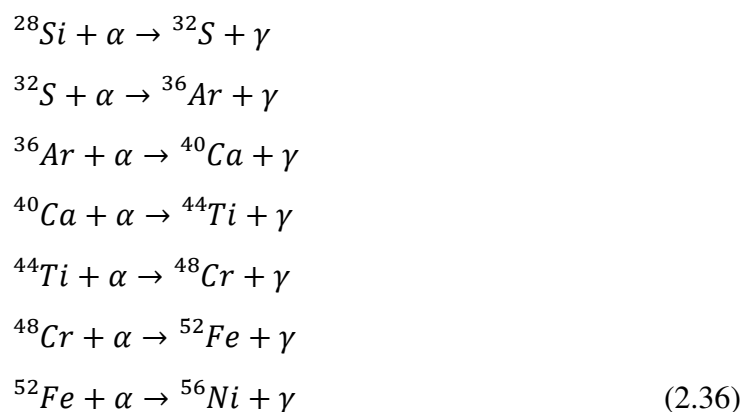 ²⁸Si + α → ³²S + γ
³²S + α → ³⁶Ar + γ
³⁶Ar + α → ⁴⁰Ca + γ
⁴⁰Ca + α → ⁴⁴Ti + γ
⁴⁴Ti + α → ⁴⁸Cr + γ
⁴⁸Cr + α → ⁵²Fe + γ
⁵²Fe + α → ⁵⁶Ni + γ (2.36)